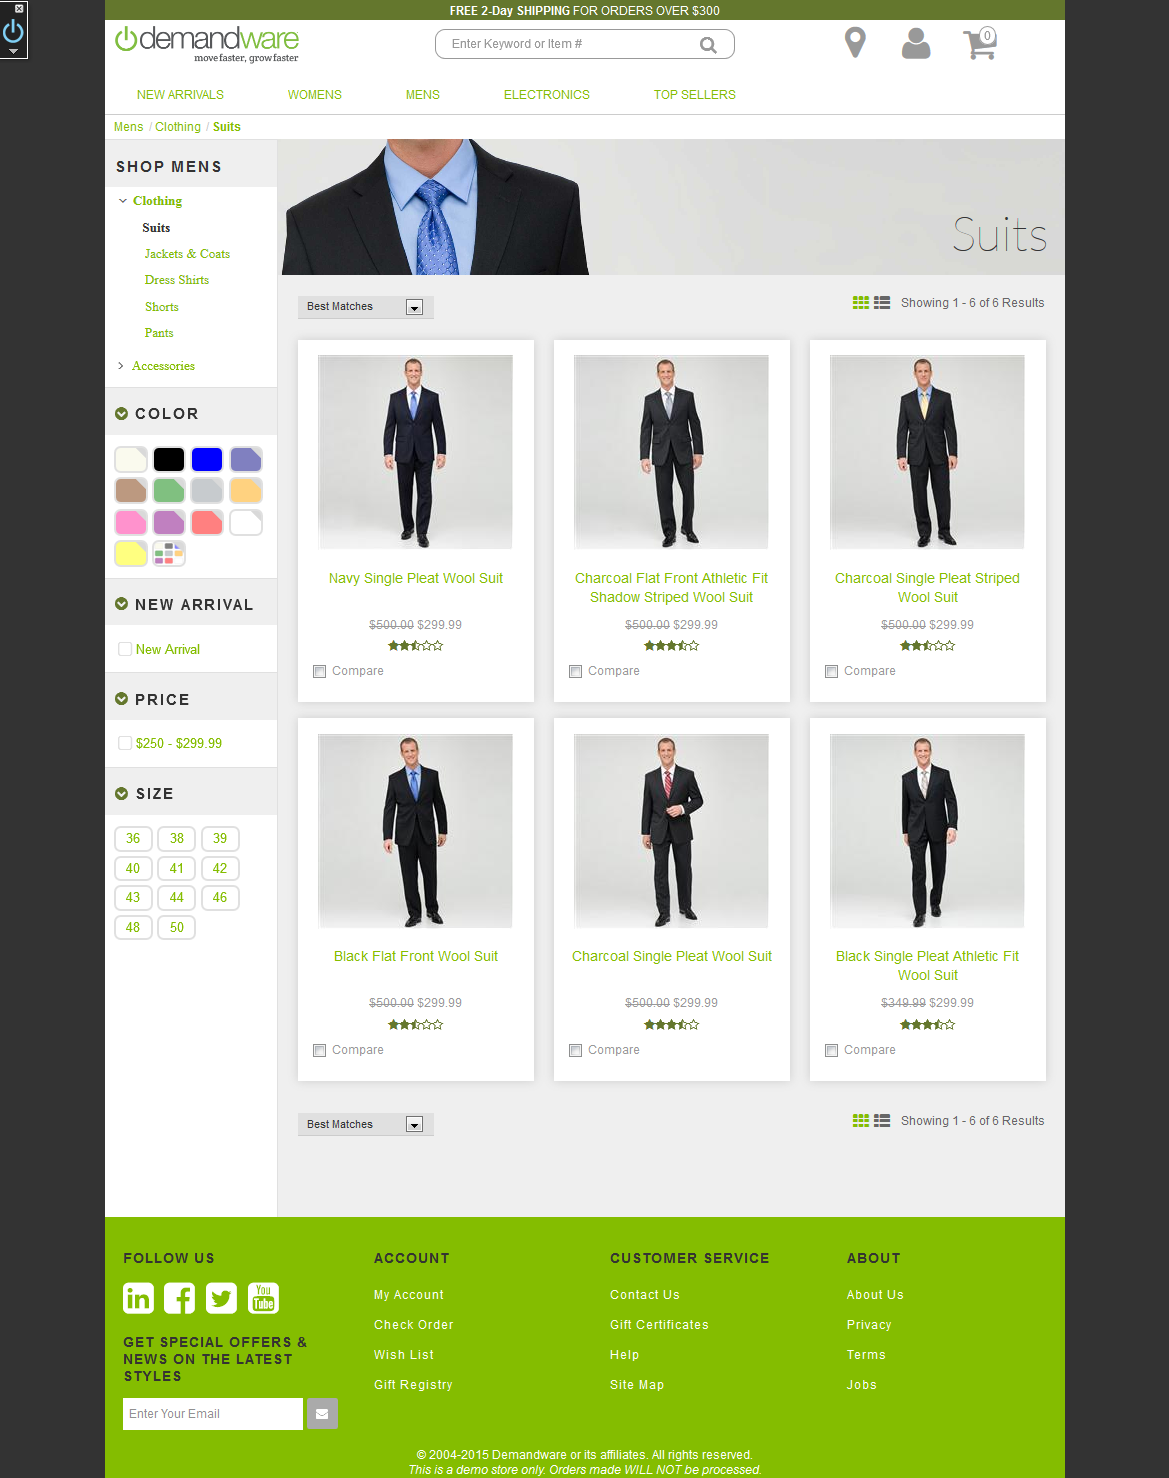 FREE 2-Day SHIPPING FOR ORDERS OVER $300
demandware
move faster, grow faster
Enter Keyword or Item #
0
NEW ARRIVALS WOMENS MENS ELECTRONICS TOP SELLERS
Mens / Clothing / Suits
SHOP MENS
Clothing
Suits
Jackets & Coats
Dress Shirts
Shorts
Pants
Accessories
COLOR
NEW ARRIVAL
New Arrival
PRICE
$250 - $299.99
SIZE
36 38 39
40 41 42
43 44 46
48 50
Suits
Best Matches
Showing 1 - 6 of 6 Results
Navy Single Pleat Wool Suit
$500.00 $299.99
Compare
Charcoal Flat Front Athletic Fit
Shadow Striped Wool Suit
$500.00 $299.99
Compare
Charcoal Single Pleat Striped
Wool Suit
$500.00 $299.99
Compare
Black Flat Front Wool Suit
$500.00 $299.99
Compare
Charcoal Single Pleat Wool Suit
$500.00 $299.99
Compare
Black Single Pleat Athletic Fit
Wool Suit
$349.99 $299.99
Compare
Best Matches
Showing 1 - 6 of 6 Results
FOLLOW US
in
You
Tube
GET SPECIAL OFFERS &
NEWS ON THE LATEST
STYLES
Enter Your Email
ACCOUNT
My Account
Check Order
Wish List
Gift Registry
CUSTOMER SERVICE
Contact Us
Gift Certificates
Help
Site Map
ABOUT
About Us
Privacy
Terms
Jobs
© 2004-2015 Demandware or its affiliates. All rights reserved.
This is a demo store only. Orders made WILL NOT be processed.